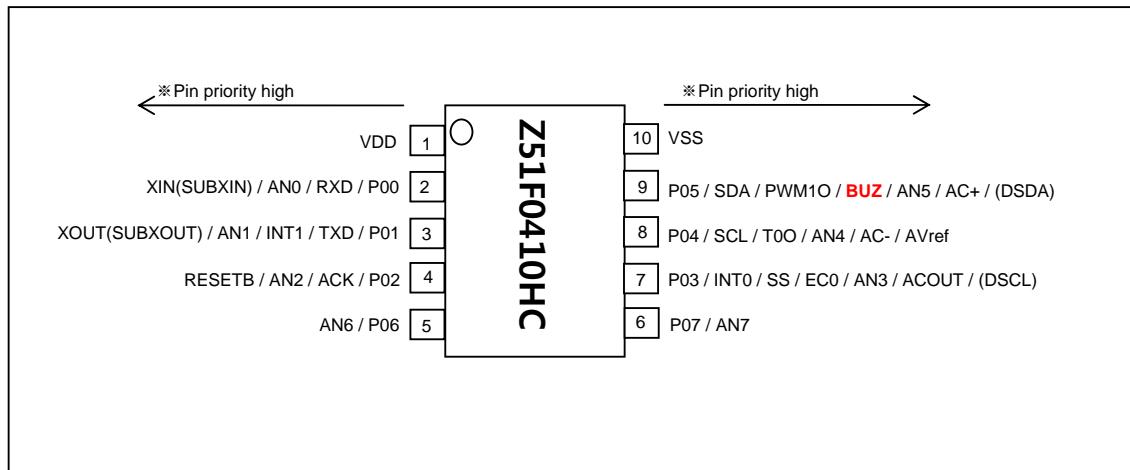 ※Pin priority high
※Pin priority high
Z51F0410HC
VDD 1
10 VSS
XIN(SUBXIN) / AN0 / RXD / P00 2
9 P05 / SDA / PWM1O / BUZ / AN5 / AC+ / (DSDA)
XOUT(SUBXOUT) / AN1 / INT1 / TXD / P01 3
8 P04 / SCL / T0O / AN4 / AC- / AVref
RESETB / AN2 / ACK / P02 4
7 P03 / INT0 / SS / EC0 / AN3 / ACOUT / (DSCL)
AN6 / P06 5
6 P07 / AN7